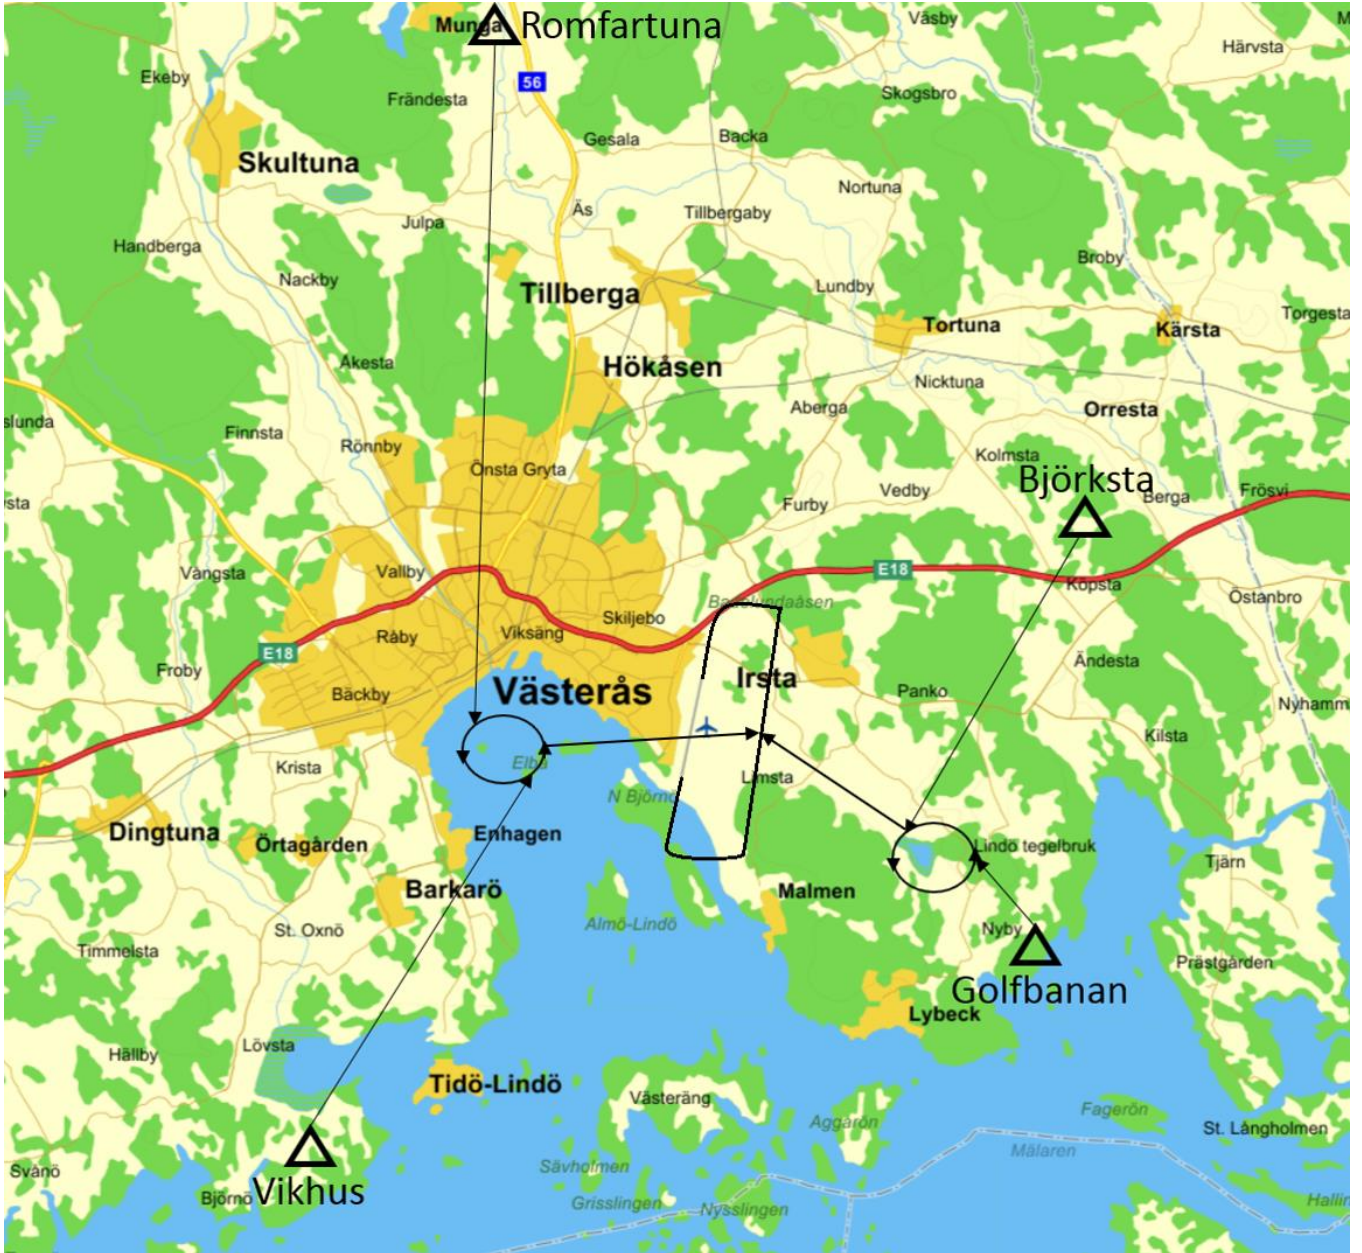 Munga
Romfartuna
Väsby
Härvsta
Ekeby
56
Frändesta
Skogsbro
Gesala
Backa
Skultuna
Nortuna
Äs
Tillbergaby
Julpa
Handberga
Broby
Nackby
Lundby
Tillberga
Torgesta
Tortuna
Kärsta
Åkesta
Hökåsen
Nicktuna
Aberga
Orresta
slunda
Finnsta
Rönnby
Kolmsta
Önsta Gryta
Björksta
Vedby
Berga
Frösvi
Furby
Vångsta
Vallby
E18
Köpsta
Östanbro
Skiljebo
Råby
Viksäng
E18
Ändesta
Froby
Irsta
Bäckby
Västerås
Panko
Nyhamm
Kilsta
Krista
Elba
Limsta
N Björnö
Dingtuna
Örtagården
Enhagen
Lindö tegelbruk
Tjärn
Barkarö
Malmen
Almö-Lindö
St. Oxnö
Nyby
Timmelsta
Prästgården
Golfbanan
Lybeck
Lövsta
Hällby
Tidö-Lindö
Västeräng
Fagerön
Aggarön
St. Långholmen
Mälaren
Sävholmen
Svånö
Björnö
Vikhus
Grisslingen
Nysslingen